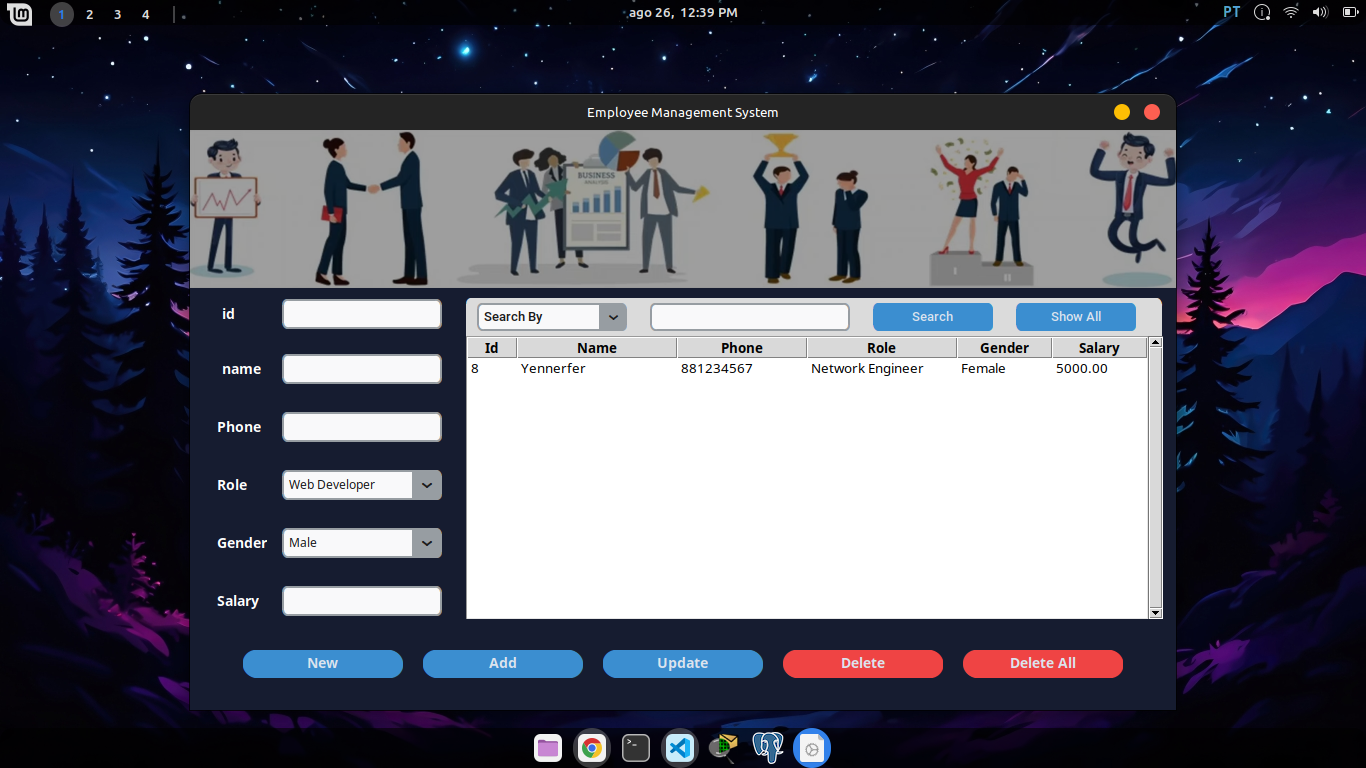 lm 1 2 3 4 ago 26, 12:39 PM PT
Employee Management System
BUSINESS
ANALYSIS
id
name
Phone
Role Web Developer
Gender Male
Salary
Search By Search Show All
Id Name Phone Role Gender Salary
8 Yennerfer 881234567 Network Engineer Female 5000.00
New Add Update Delete Delete All